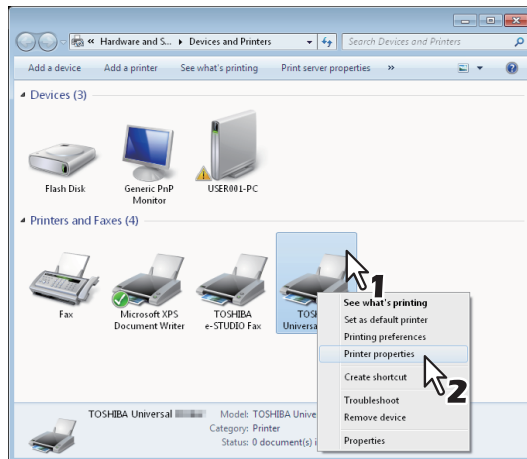 « Hardware and S... ▸ Devices and Printers
Search Devices and Printers
Add a device Add a printer See what's printing Print server properties »
Devices (3)
Flash Disk
Generic PnP
Monitor
USER001-PC
Printers and Faxes (4)
Fax
Microsoft XPS
Document Writer
TOSHIBA
e-STUDIO Fax
TOSH
Universa
1
See what's printing
Set as default printer
Printing preferences
Printer properties
2
Create shortcut
Troubleshoot
Remove device
Properties
TOSHIBA Universal
Model: TOSHIBA Unive
Category: Printer
Status: 0 document(s) i